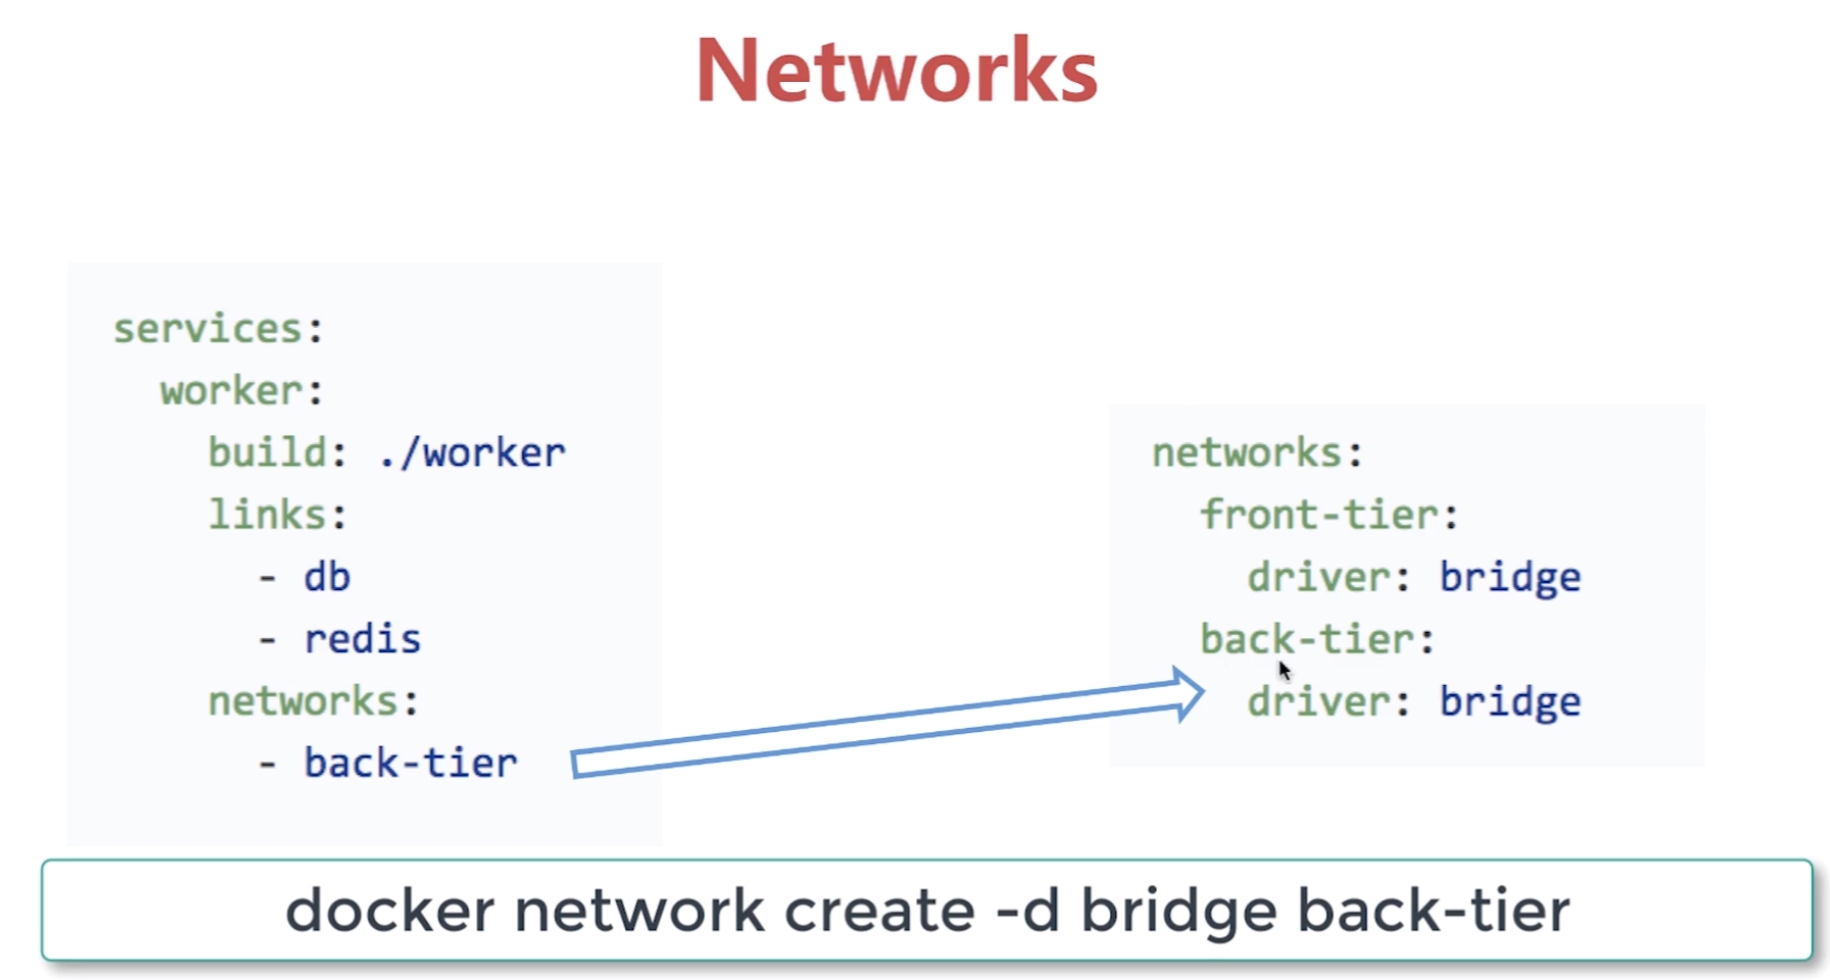 Networks
services:
  worker:
    build: ./worker
    links:
      - db
      - redis
    networks:
      - back-tier
networks:
  front-tier:
    driver: bridge
  back-tier:
    driver: bridge
docker network create -d bridge back-tier